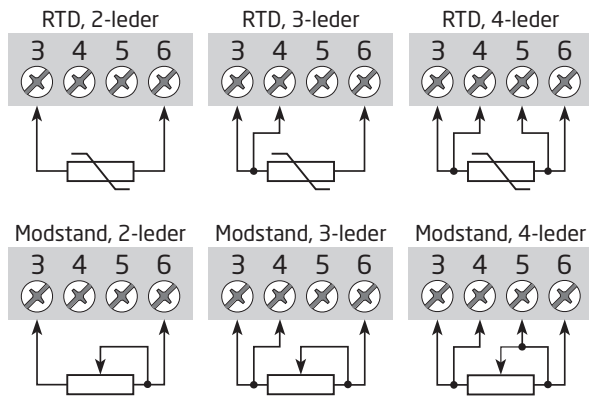 RTD, 2-leder RTD, 3-leder RTD, 4-leder
3 4 5 6 3 4 5 6 3 4 5 6
Modstand, 2-leder Modstand, 3-leder Modstand, 4-leder
3 4 5 6 3 4 5 6 3 4 5 6